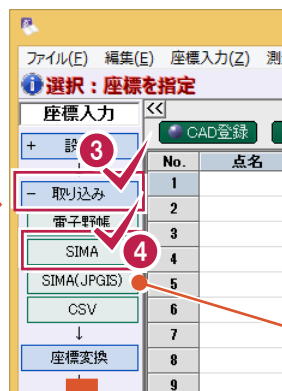 ファイル(F) 編集(E) 座標入力(Z) 測
選択：座標を指定
座標入力
<<
CAD登録
+ 設
3
No. 点名
− 取り込み
1
電子野帳
2
SIMA
3
4
4
SIMA(JPGIS)
5
CSV
6
↓
7
座標変換
8
9